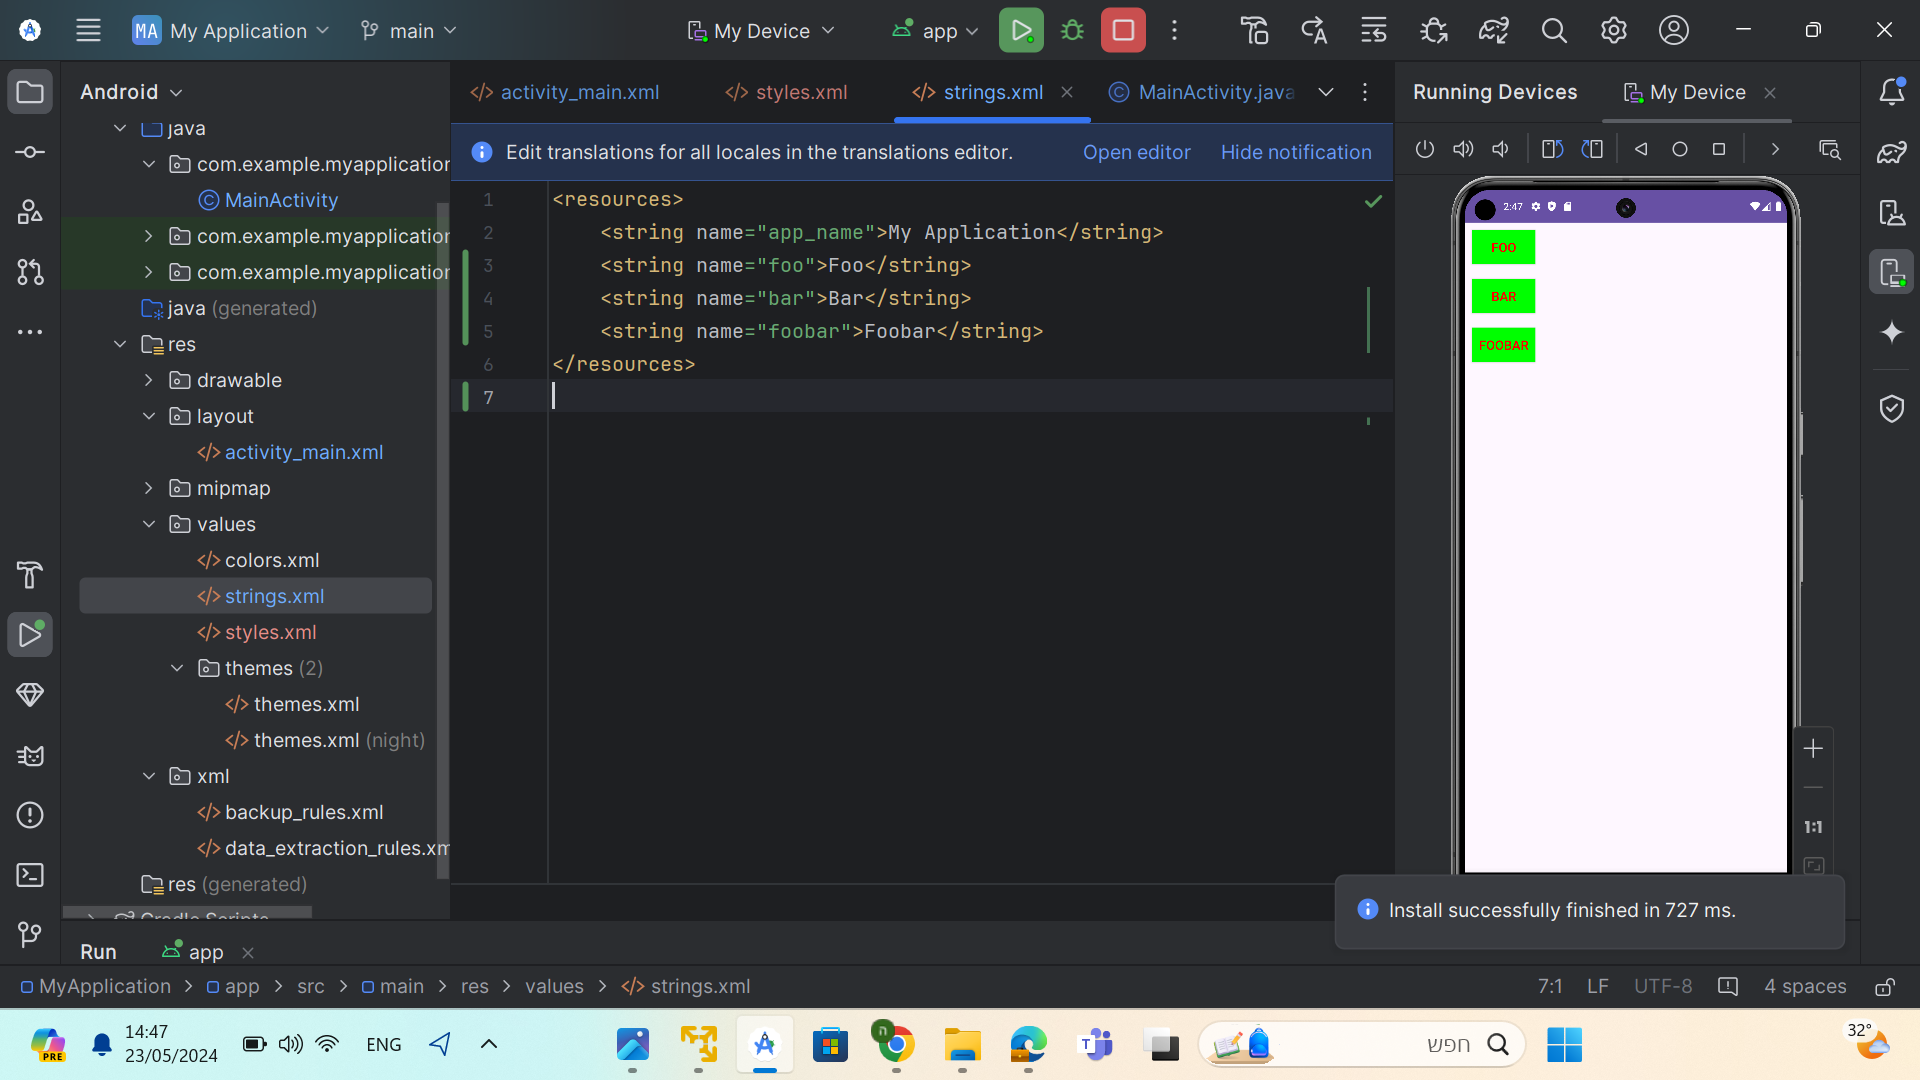 MA My Application main My Device app
Android
java
com.example.myapplication
MainActivity
com.example.myapplication
com.example.myapplication
java (generated)
res
drawable
layout
activity_main.xml
mipmap
values
colors.xml
strings.xml
styles.xml
themes (2)
themes.xml
themes.xml (night)
xml
backup_rules.xml
data_extraction_rules.xm
res (generated)
Gradle Scripts
activity_main.xml styles.xml strings.xml MainActivity.java
Edit translations for all locales in the translations editor. Open editor Hide notification
1 <resources>
2 <string name="app_name">My Application</string>
3 <string name="foo">Foo</string>
4 <string name="bar">Bar</string>
5 <string name="foobar">Foobar</string>
6 </resources>
7
Running Devices My Device
2:47
FOO
BAR
FOOBAR
1:1
Install successfully finished in 727 ms.
Run app
MyApplication > app > src > main > res > values > strings.xml 7:1 LF UTF-8 4 spaces
PRE
14:47
23/05/2024
ENG
ה
T
חפש
32°